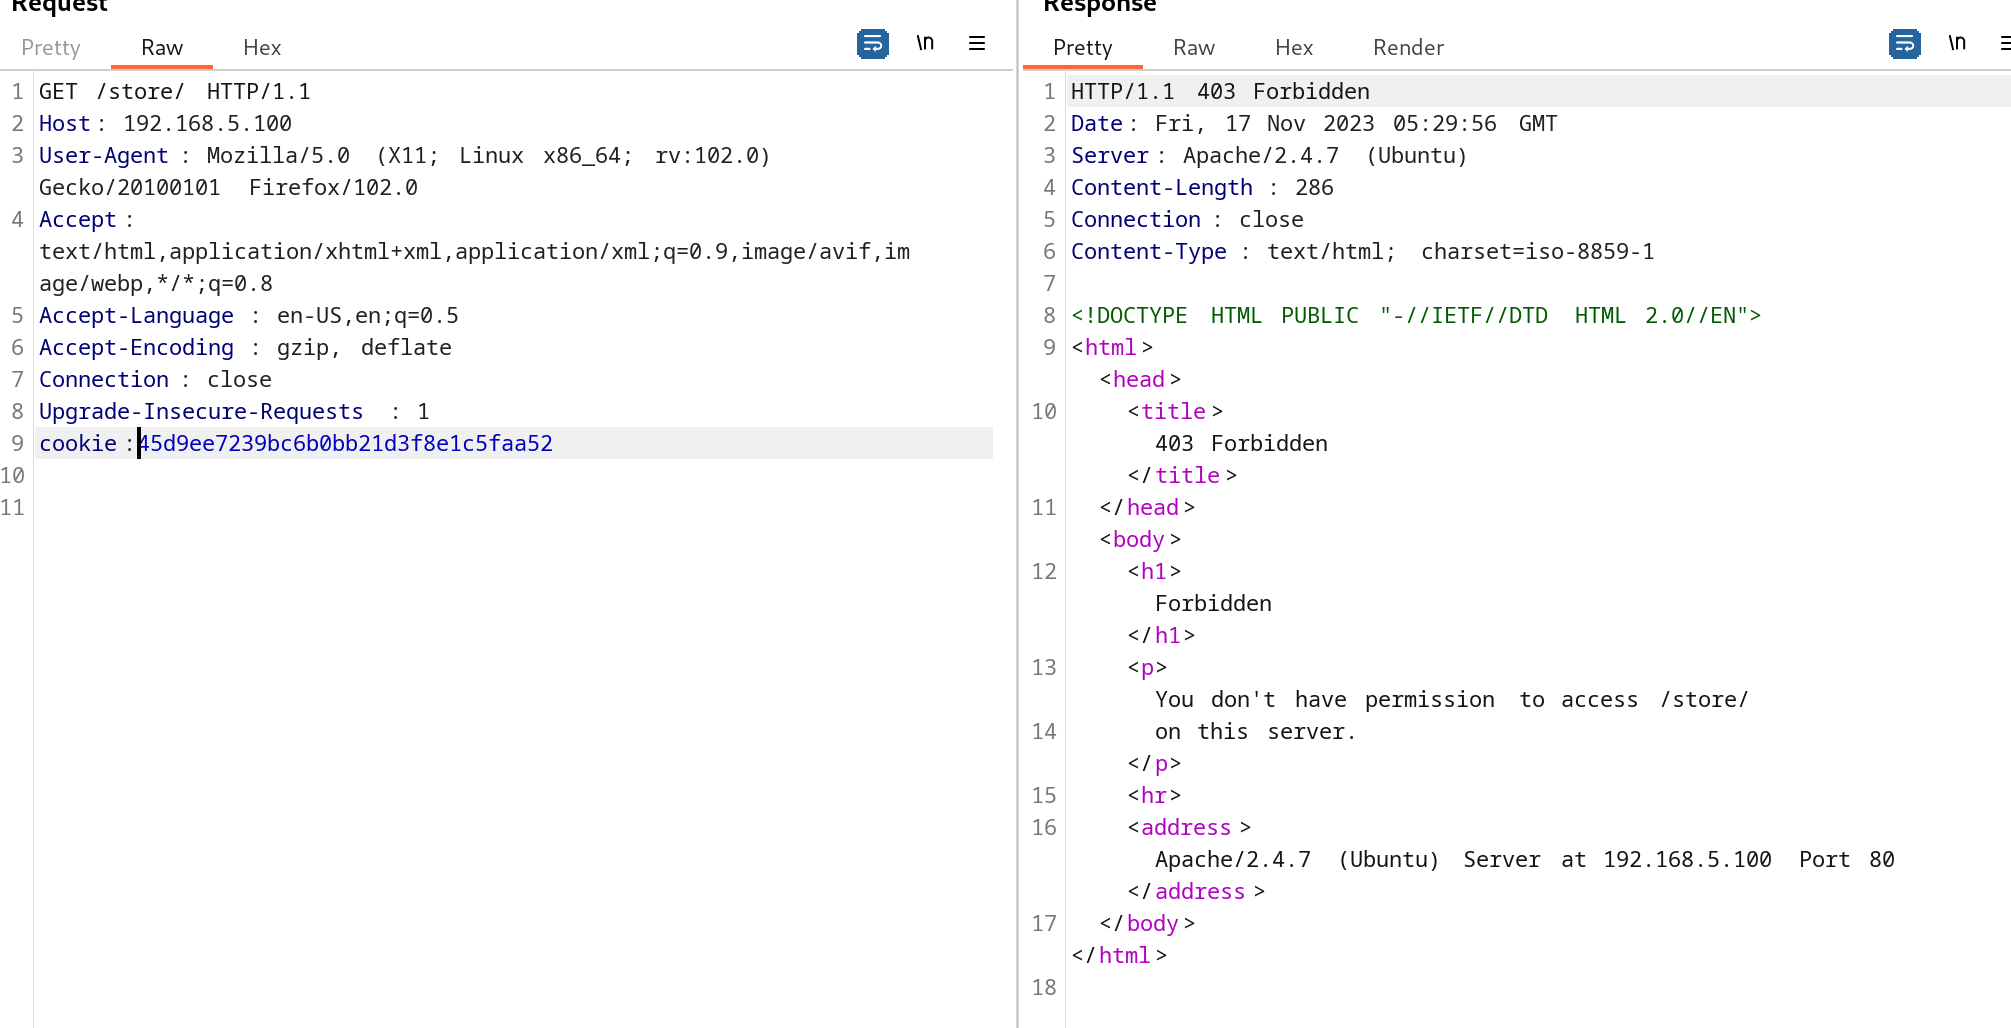 Request
Pretty Raw Hex \n
1 GET /store/ HTTP/1.1
2 Host: 192.168.5.100
3 User-Agent: Mozilla/5.0 (X11; Linux x86_64; rv:102.0)
Gecko/20100101 Firefox/102.0
4 Accept:
text/html,application/xhtml+xml,application/xml;q=0.9,image/avif,im
age/webp,*/*;q=0.8
5 Accept-Language: en-US,en;q=0.5
6 Accept-Encoding: gzip, deflate
7 Connection: close
8 Upgrade-Insecure-Requests: 1
9 cookie:45d9ee7239bc6b0bb21d3f8e1c5faa52
10
11
Response
Pretty Raw Hex Render \n
1 HTTP/1.1 403 Forbidden
2 Date: Fri, 17 Nov 2023 05:29:56 GMT
3 Server: Apache/2.4.7 (Ubuntu)
4 Content-Length: 286
5 Connection: close
6 Content-Type: text/html; charset=iso-8859-1
7
8 <!DOCTYPE HTML PUBLIC "-//IETF//DTD HTML 2.0//EN">
9 <html>
<head>
10 <title>
403 Forbidden
</title>
11 </head>
<body>
12 <h1>
Forbidden
</h1>
13 <p>
You don't have permission to access /store/
14 on this server.
</p>
15 <hr>
16 <address>
Apache/2.4.7 (Ubuntu) Server at 192.168.5.100 Port 80
</address>
17 </body>
</html>
18